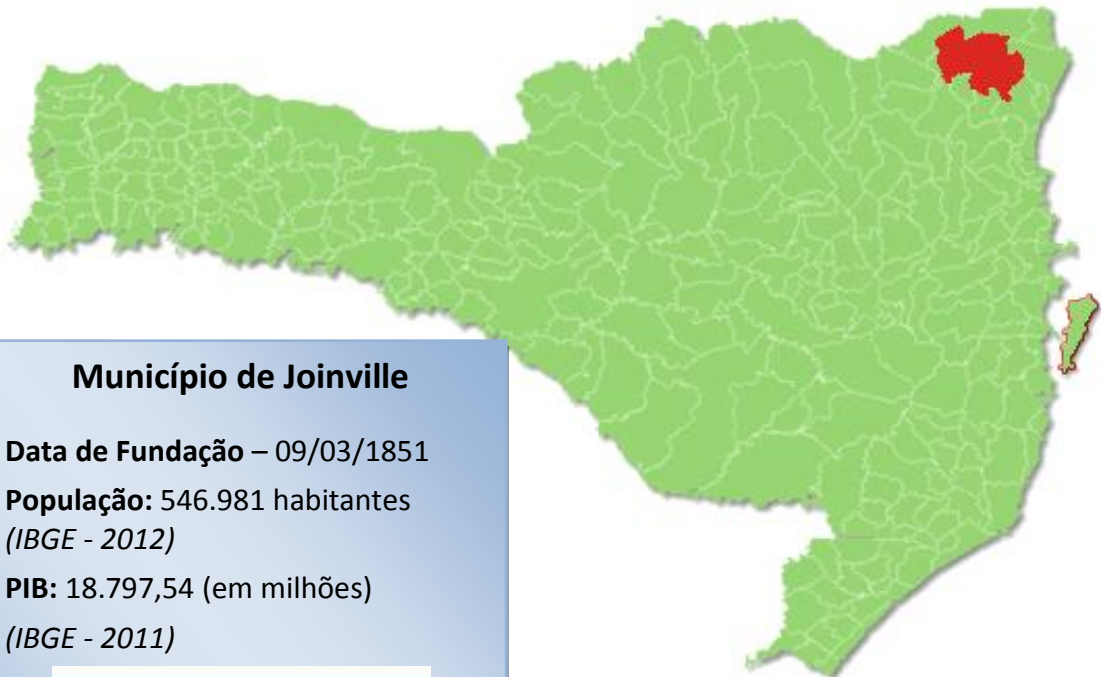 Município de Joinville
Data de Fundação – 09/03/1851
População: 546.981 habitantes
(IBGE - 2012)
PIB: 18.797,54 (em milhões)
(IBGE - 2011)